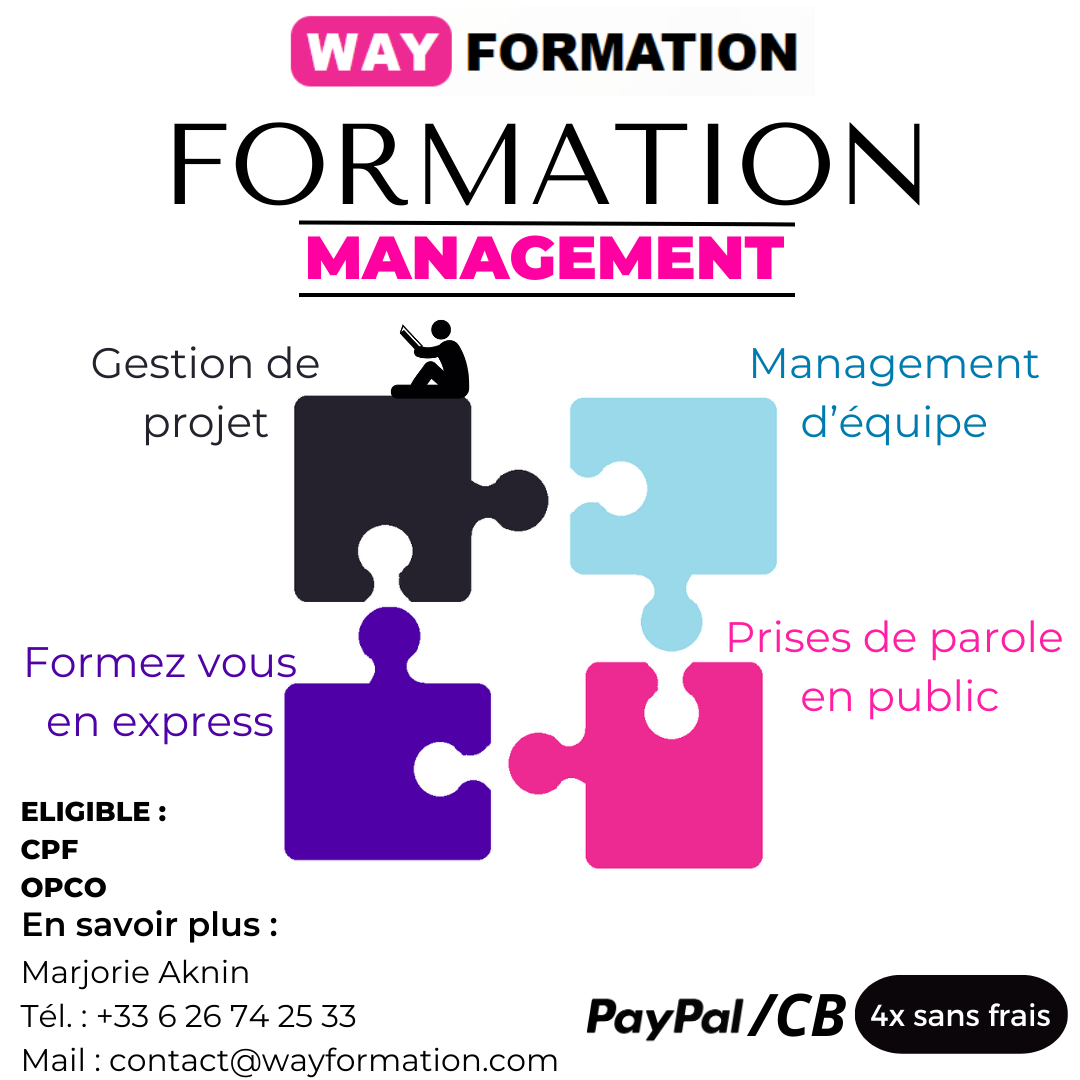 WAY FORMATION
FORMATION
MANAGEMENT
Gestion de
projet
Management
d'équipe
Formez vous
en express
Prises de parole
en public
ELIGIBLE :
CPF
OPCO
En savoir plus :
Marjorie Aknin
Tél. : +33 6 26 74 25 33
Mail : contact@wayformation.com
PayPal /CB 4x sans frais